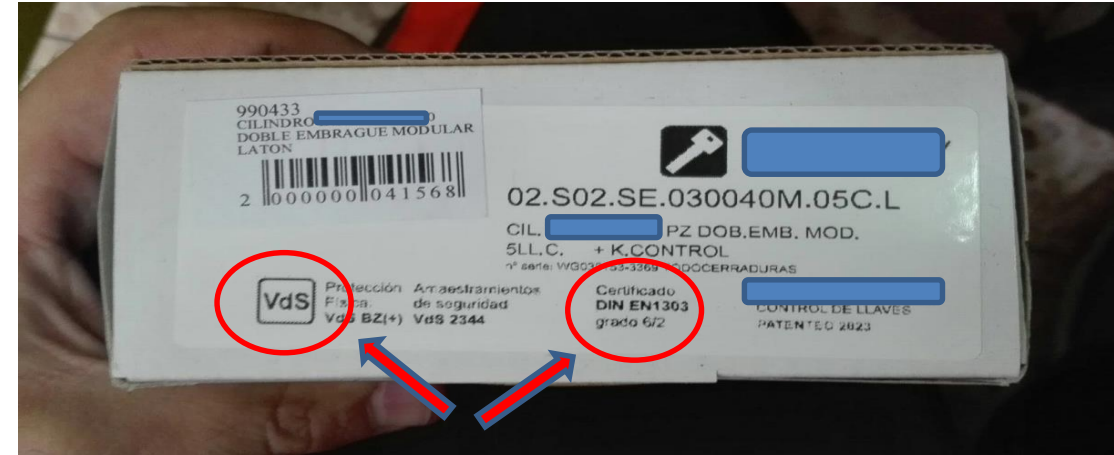 990433
CILINDRO
DOBLE EMBRAGUE MODULAR
LATON
2 000000 041568
02.S02.SE.030040M.05C.L
CIL. PZ DOB.EMB. MOD.
5LL.C. + K.CONTROL
nº serie:
VdS
Protección
Física.
VdS BZ(+)
Amaestramientos
de seguridad
VdS 2344
Certificado
DIN EN1303
grado 6/2
CONTROL DE LLAVES
PATENTED 2023